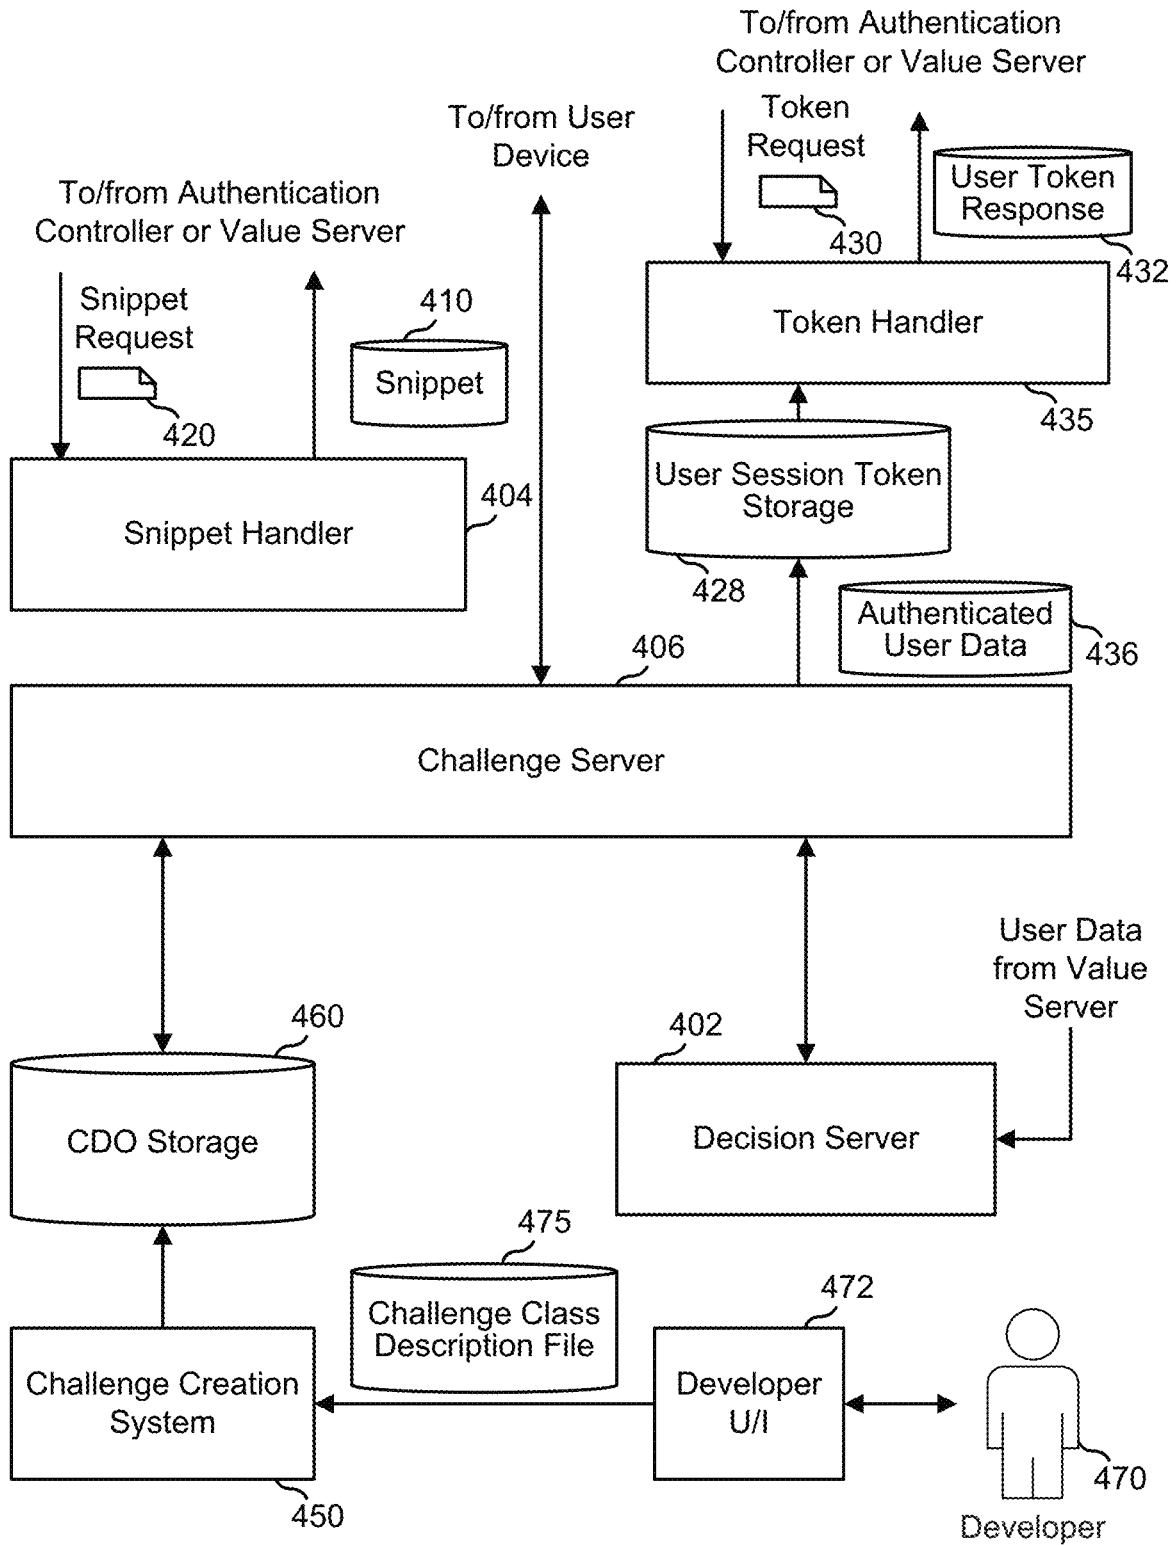 To/from Authentication
Controller or Value Server
Token
Request
430
User Token
Response
432
To/from User
Device
To/from Authentication
Controller or Value Server
Snippet
Request
420
410
Snippet
Token Handler
435
User Session Token
Storage
428
404
Snippet Handler
Authenticated
User Data
436
406
Challenge Server
User Data
from Value
Server
460
CDO Storage
402
Decision Server
475
Challenge Class
Description File
472
Developer
U/I
Challenge Creation
System
450
470
Developer